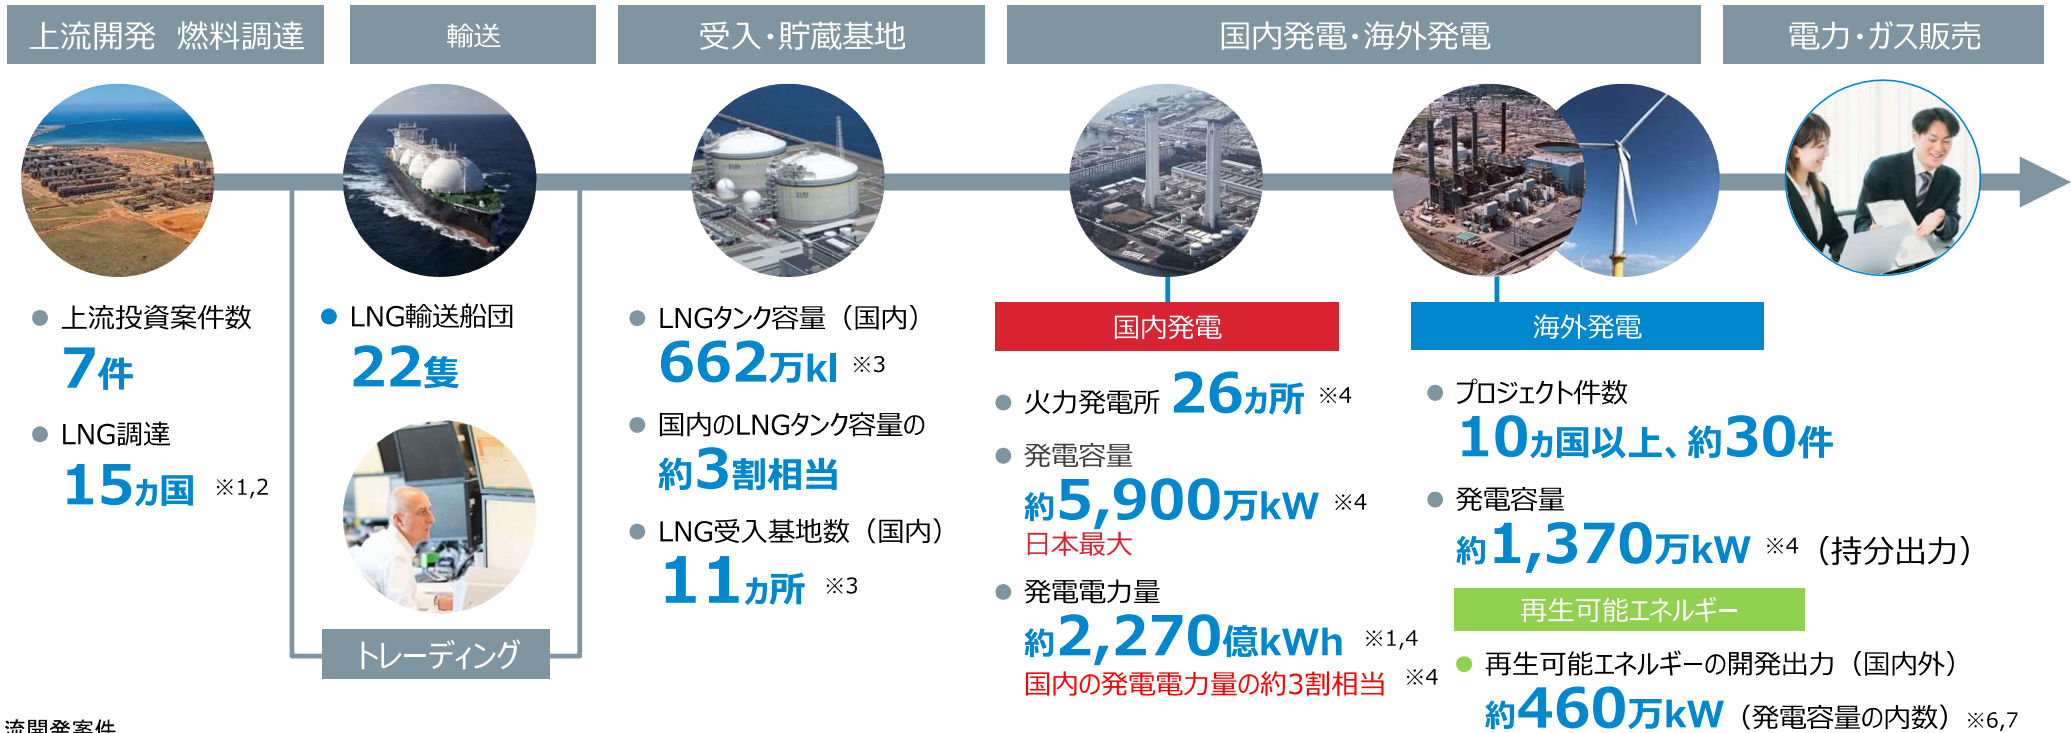 上流開発 燃料調達
輸送
受入・貯蔵基地
国内発電・海外発電
電力・ガス販売
上流投資案件数
7件
LNG調達
15ヵ国 ※1,2
LNG輸送船団
22隻
トレーディング
LNGタンク容量（国内）
662万kl ※3
国内のLNGタンク容量の
約3割相当
LNG受入基地数（国内）
11ヵ所 ※3
国内発電
火力発電所 26ヵ所 ※4
発電容量
約5,900万kW ※4
日本最大
発電電力量
約2,270億kWh ※1,4
国内の発電電力量の約3割相当 ※4
海外発電
プロジェクト件数
10ヵ国以上、約30件
発電容量
約1,370万kW ※4（持分出力）
再生可能エネルギー
再生可能エネルギーの開発出力（国内外）
約460万kW（発電容量の内数）※6,7
流開発案件